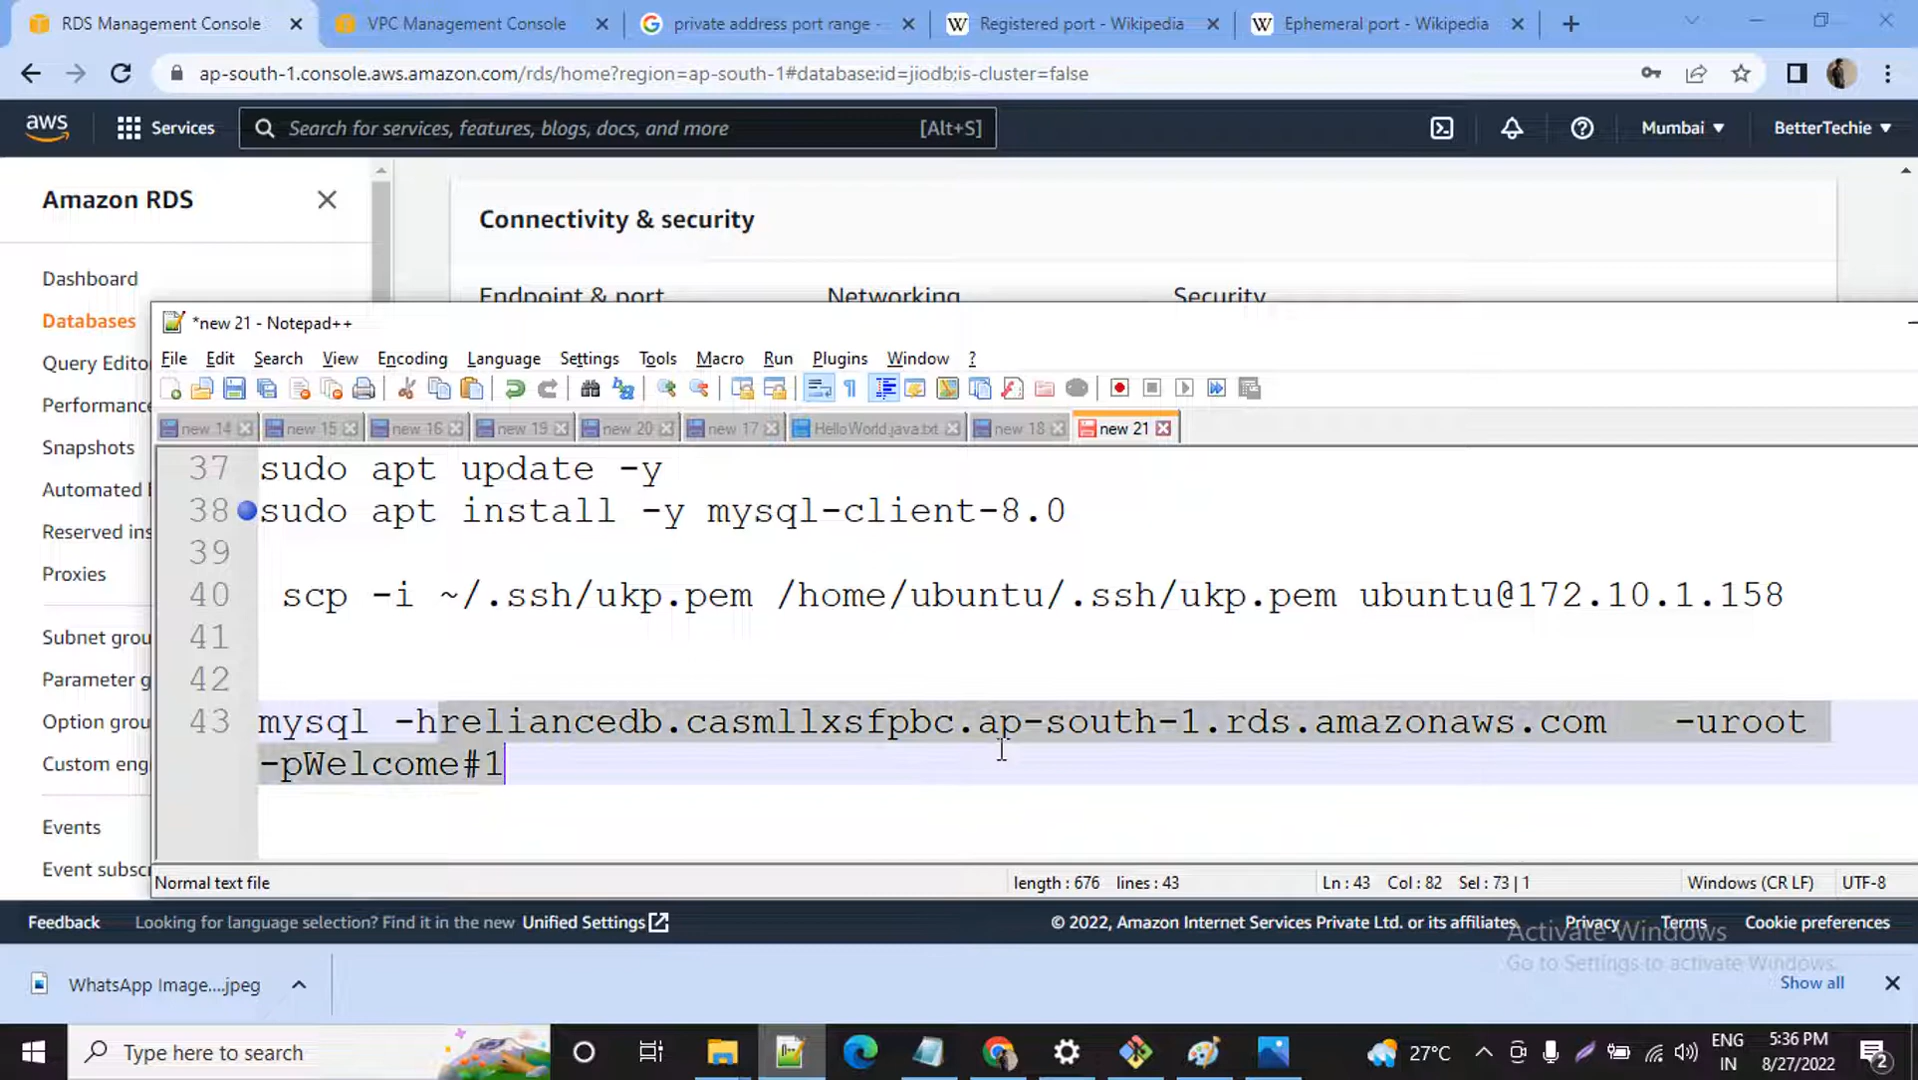 RDS Management Console
VPC Management Console
private address port range -
Registered port - Wikipedia
Ephemeral port - Wikipedia
ap-south-1.console.aws.amazon.com/rds/home?region=ap-south-1#database:id=jiodb;is-cluster=false
aws
Services
Search for services, features, blogs, docs, and more
[Alt+S]
Mumbai
BetterTechie
Amazon RDS
Connectivity & security
Dashboard
Endpoint & port
Networking
Security
Databases
Query Edito
Performance
Snapshots
Automated
Reserved ins
Proxies
Subnet grou
Parameter g
Option grou
Custom eng
Events
Event subsc
*new 21 - Notepad++
File Edit Search View Encoding Language Settings Tools Macro Run Plugins Window ?
new 14
new 15
new 16
new 19
new 20
new 17
HelloWorld.java.txt
new 18
new 21
37 sudo apt update -y
38 sudo apt install -y mysql-client-8.0
39
40 scp -i ~/.ssh/ukp.pem /home/ubuntu/.ssh/ukp.pem ubuntu@172.10.1.158
41
42
43 mysql -hreliancedb.casmllxsfpbc.ap-south-1.rds.amazonaws.com -uroot
-pWelcome#1
Normal text file
length : 676 lines : 43
Ln : 43 Col : 82 Sel : 73 | 1
Windows (CR LF)
UTF-8
Feedback
Looking for language selection? Find it in the new Unified Settings
© 2022, Amazon Internet Services Private Ltd. or its affiliates.
Privacy
Terms
Cookie preferences
Activate Windows
Go to Settings to activate Windows.
WhatsApp Image....jpeg
Show all
Type here to search
27°C
ENG
IN
5:36 PM
8/27/2022
2